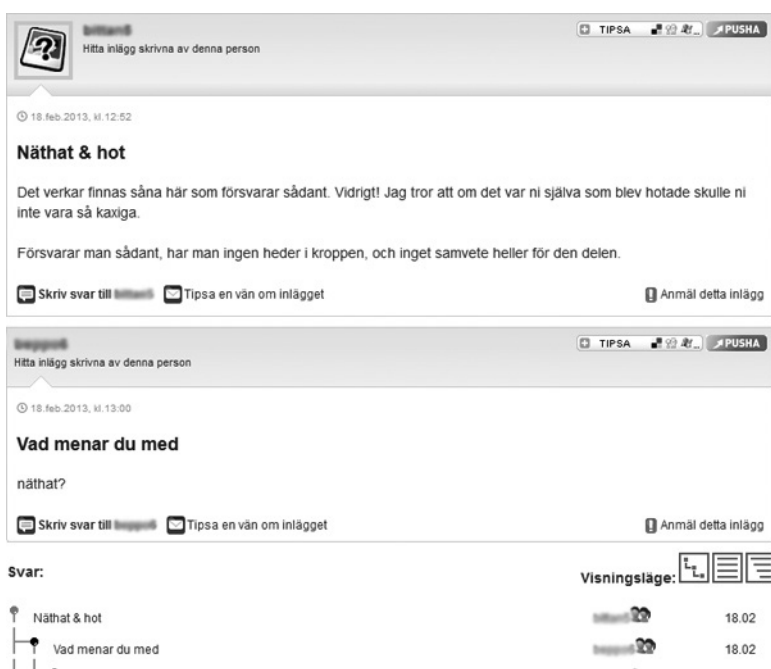 TIPSA
PUSHA
Hitta inlägg skrivna av denna person
18.feb.2013, kl.12:52
Näthat & hot
Det verkar finnas såna här som försvarar sådant. Vidrigt! Jag tror att om det var ni själva som blev hotade skulle ni
inte vara så kaxiga.
Försvarar man sådant, har man ingen heder i kroppen, och inget samvete heller för den delen.
Skriv svar till Tipsa en vän om inlägget Anmäl detta inlägg
TIPSA
PUSHA
Hitta inlägg skrivna av denna person
18.feb.2013, kl.13:00
Vad menar du med
näthat?
Skriv svar till Tipsa en vän om inlägget Anmäl detta inlägg
Svar: Visningsläge:
Näthat & hot 18.02
Vad menar du med 18.02